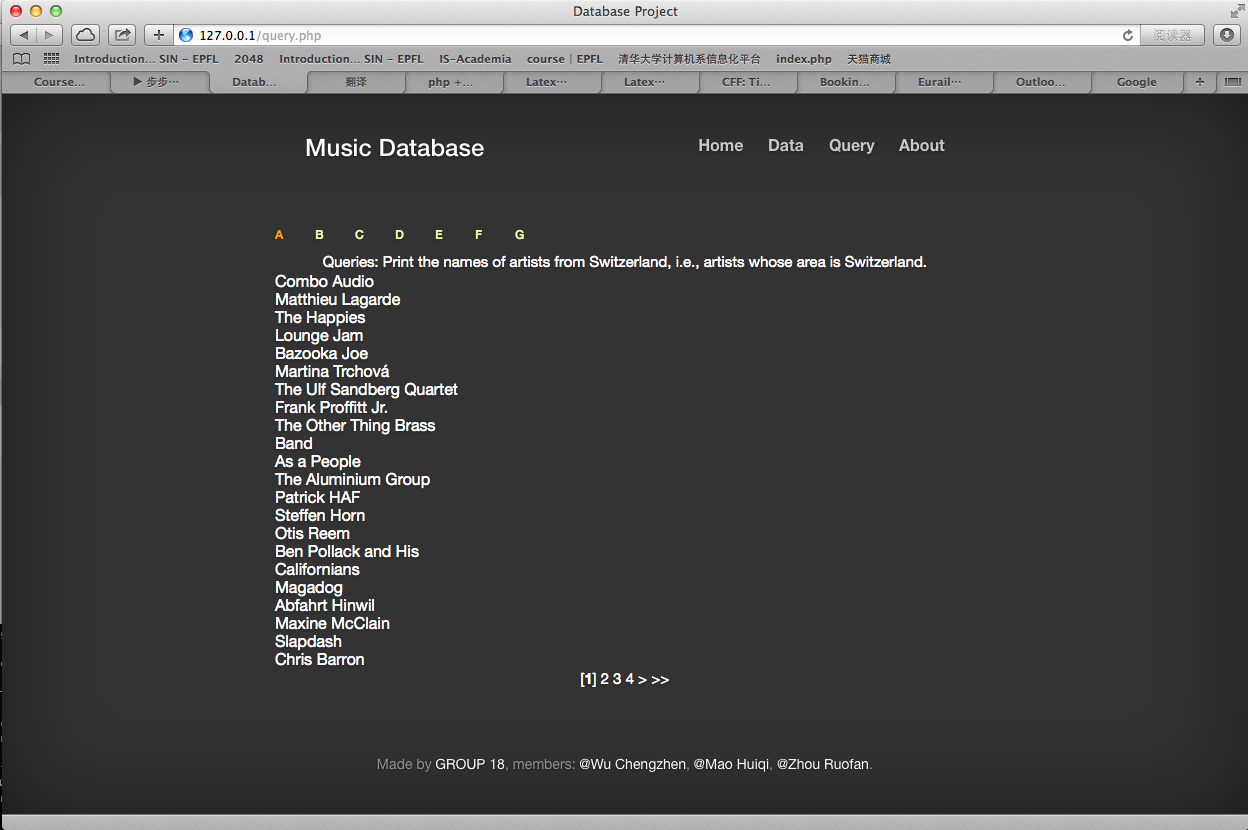 Database Project
127.0.0.1/query.php
阅读器
Introduction... SIN – EPFL 2048 Introduction... SIN – EPFL IS-Academia course | EPFL 清华大学计算机系信息化平台 index.php 天猫商城
Course... ▶ 步步… Datab... 翻译 php +... Latex… Latex… CFF: Ti... Bookin... Eurail… Outloo... Google
Music Database
Home Data Query About
A B C D E F G
Queries: Print the names of artists from Switzerland, i.e., artists whose area is Switzerland.
Combo Audio
Matthieu Lagarde
The Happies
Lounge Jam
Bazooka Joe
Martina Trchová
The Ulf Sandberg Quartet
Frank Proffitt Jr.
The Other Thing Brass
Band
As a People
The Aluminium Group
Patrick HAF
Steffen Horn
Otis Reem
Ben Pollack and His
Californians
Magadog
Abfahrt Hinwil
Maxine McClain
Slapdash
Chris Barron
[1] 2 3 4 > >>
Made by GROUP 18, members: @Wu Chengzhen, @Mao Huiqi, @Zhou Ruofan.